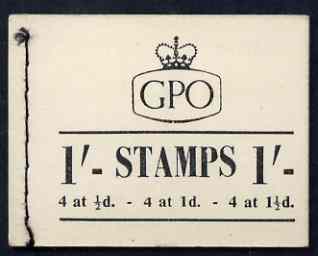 GPO
1'- STAMPS 1'-
4 at ½d. - 4 at 1d. - 4 at 1½d.